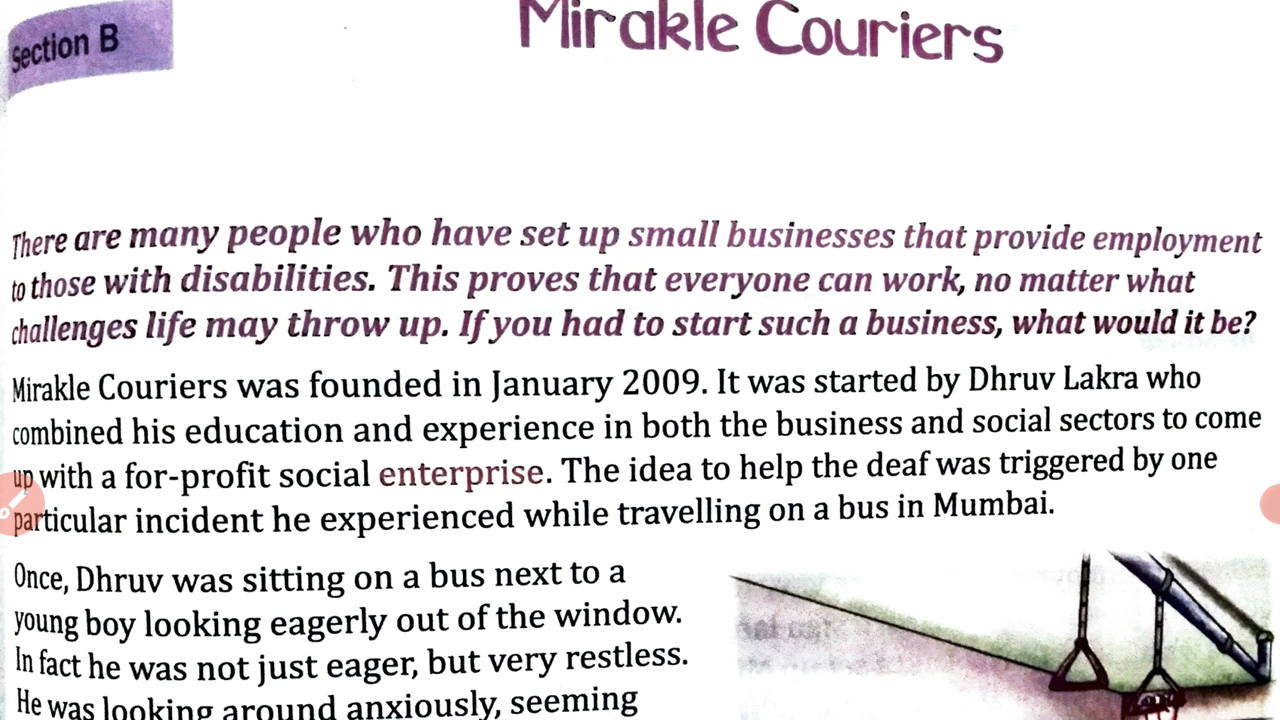 Section B
Mirakle Couriers
There are many people who have set up small businesses that provide employment
to those with disabilities. This proves that everyone can work, no matter what
challenges life may throw up. If you had to start such a business, what would it be?
Mirakle Couriers was founded in January 2009. It was started by Dhruv Lakra who
combined his education and experience in both the business and social sectors to come
up with a for-profit social enterprise. The idea to help the deaf was triggered by one
particular incident he experienced while travelling on a bus in Mumbai.
Once, Dhruv was sitting on a bus next to a
young boy looking eagerly out of the window.
In fact he was not just eager, but very restless.
He was looking around anxiously, seeming